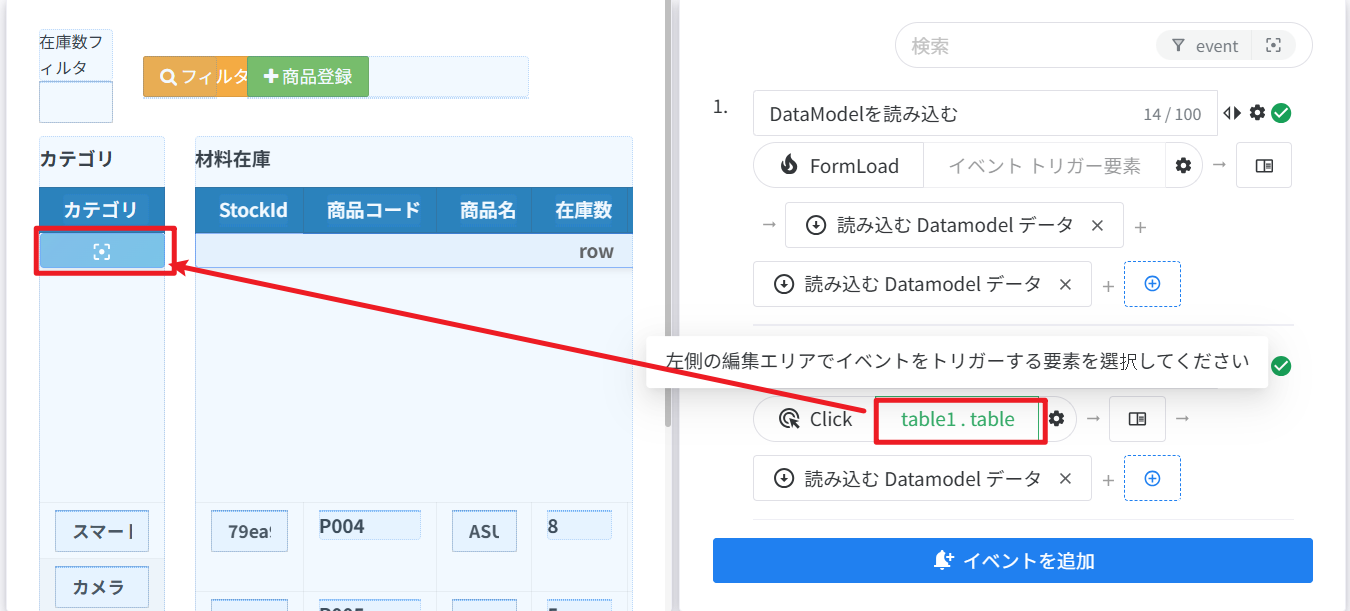 在庫数フ
ィルタ
フィルタ
商品登録
カテゴリ
材料在庫
カテゴリ
StockId 商品コード 商品名 在庫数
row
スマート
79ea
P004
ASU
8
カメラ
検索
event
1.
DataModelを読み込む 14 / 100
FormLoad イベント トリガー要素
→
→ 読み込む Datamodel データ × +
読み込む Datamodel データ × +
左側の編集エリアでイベントをトリガーする要素を選択してください
Click table1 . table → →
読み込む Datamodel データ × +
イベントを追加